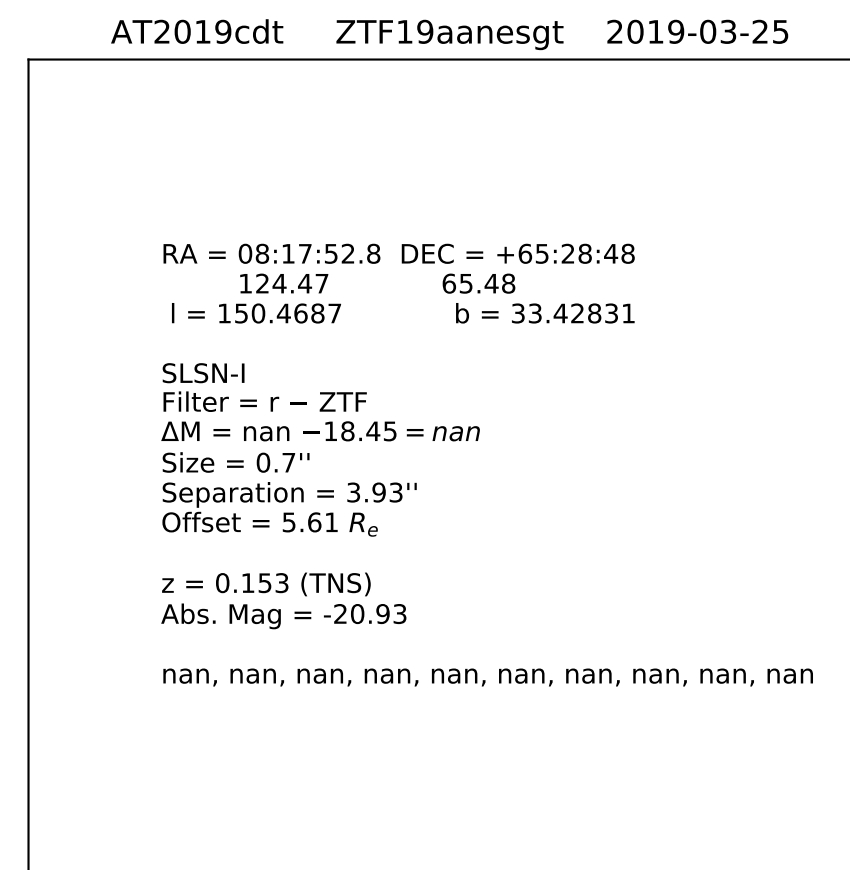 AT2019cdt ZTF19aanesgt 2019-03-25
RA = 08:17:52.8 DEC = +65:28:48
124.47 65.48
l = 150.4687 b = 33.42831
SLSN-I
Filter = r − ZTF
ΔM = nan −18.45 = nan
Size = 0.7''
Separation = 3.93''
Offset = 5.61 Rₑ
z = 0.153 (TNS)
Abs. Mag = -20.93
nan, nan, nan, nan, nan, nan, nan, nan, nan, nan